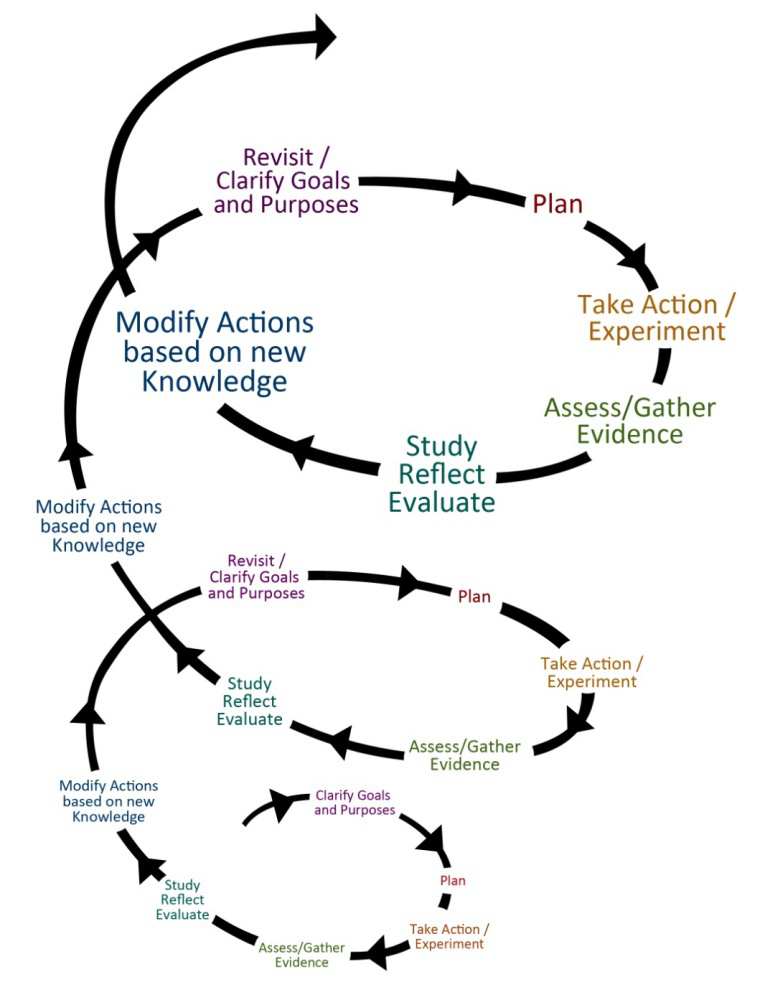 Revisit /
Clarify Goals
and Purposes
Plan
Take Action /
Experiment
Assess/Gather
Evidence
Study
Reflect
Evaluate
Modify Actions
based on new
Knowledge
Modify Actions
based on new
Knowledge
Revisit /
Clarify Goals
and Purposes
Plan
Take Action /
Experiment
Assess/Gather
Evidence
Study
Reflect
Evaluate
Modify Actions
based on new
Knowledge
Clarify Goals
and Purposes
Plan
Take Action /
Experiment
Assess/Gather
Evidence
Study
Reflect
Evaluate